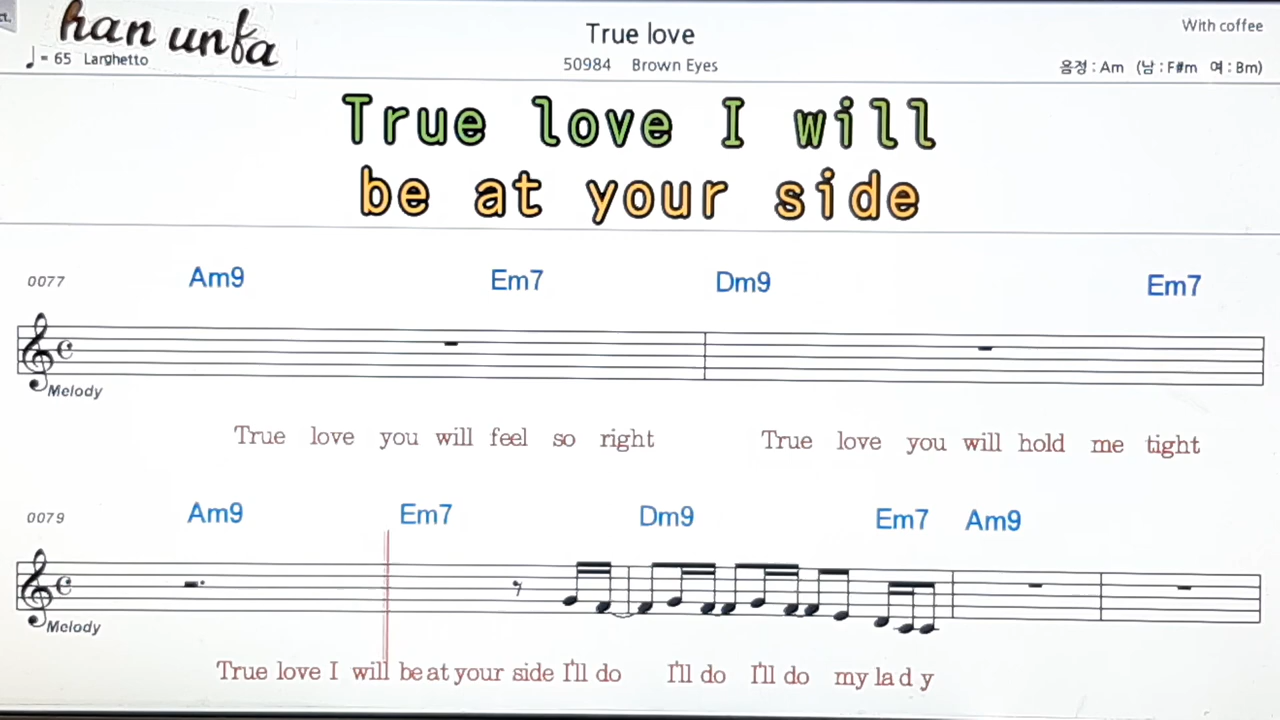 han unfa
True love
With coffee
♩ = 65 Larghetto
50984 Brown Eyes
음정 : Am (남 : F#m 여 : Bm)
True love I will
be at your side
0077 Am9 Em7 Dm9 Em7
Melody
True love you will feel so right True love you will hold me tight
0079 Am9 Em7 Dm9 Em7 Am9
Melody
True love I will be at your side I'll do I'll do I'll do my la d y